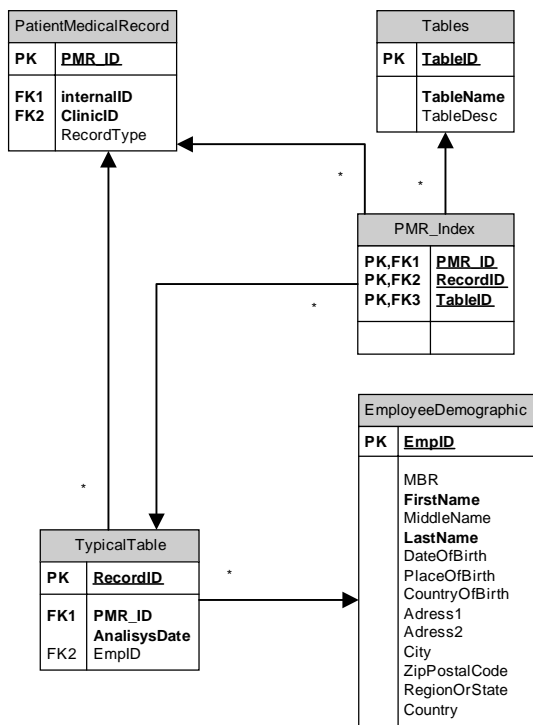 PatientMedicalRecord
PK PMR_ID
FK1 internalID
FK2 ClinicID
RecordType
Tables
PK TableID
TableName
TableDesc
*
*
PMR_Index
PK,FK1 PMR_ID
PK,FK2 RecordID
PK,FK3 TableID
*
EmployeeDemographic
PK EmpID
MBR
FirstName
MiddleName
LastName
DateOfBirth
PlaceOfBirth
CountryOfBirth
Adress1
Adress2
City
ZipPostalCode
RegionOrState
Country
*
TypicalTable
PK RecordID
FK1 PMR_ID
AnalisysDate
FK2 EmpID
*